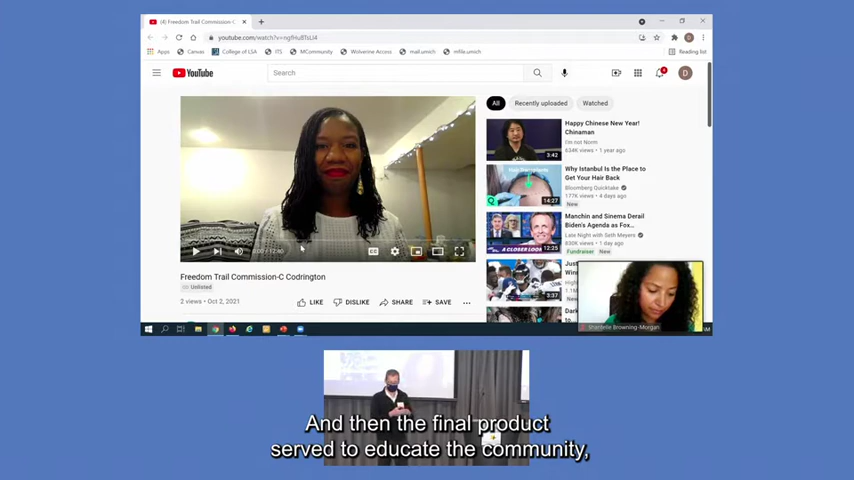 (4) Freedom Trail Commission-C
youtube.com/watch?v=ngfHu8TsLI4
Apps Canvas College of LSA ITS MCommunity Wolverine Access mail.umich mfile.umich Reading list
YouTube
Search
All Recently uploaded Watched
Happy Chinese New Year!
Chinaman
I'm not Norm
634K views • 1 year ago
3:42
Why Istanbul Is the Place to
Get Your Hair Back
Bloomberg Quicktake
177K views • 4 days ago
New
14:27
Manchin and Sinema Derail
Biden's Agenda as Fox...
Late Night with Seth Meyers
830K views • 1 day ago
Fundraiser New
A CLOSER LOOK
12:25
3:37
0:00 / 12:40
Freedom Trail Commission-C Codrington
Unlisted
2 views • Oct 2, 2021
LIKE DISLIKE SHARE SAVE
New
Shantelle Browning-Morgan
And then the final product
served to educate the community,